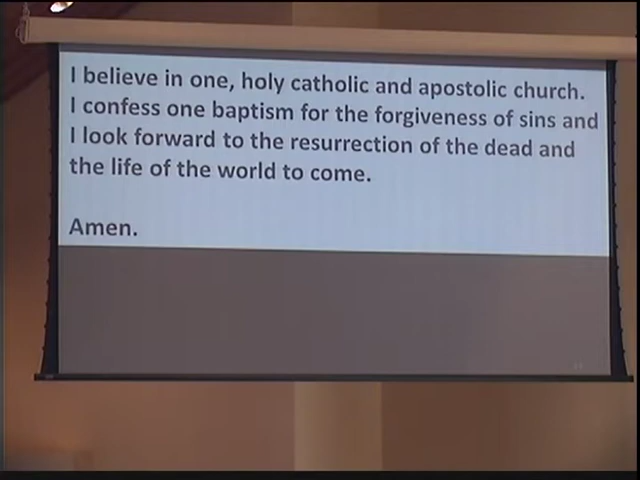 I believe in one, holy catholic and apostolic church.
I confess one baptism for the forgiveness of sins and
I look forward to the resurrection of the dead and
the life of the world to come.
Amen.